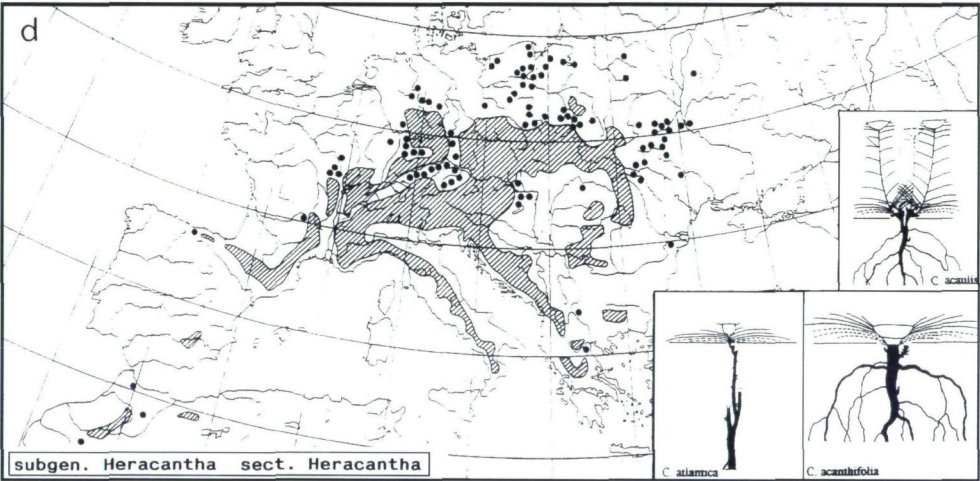 d
C acaulis
C atlantica
C. acanthifolia
subgen. Heracantha sect. Heracantha